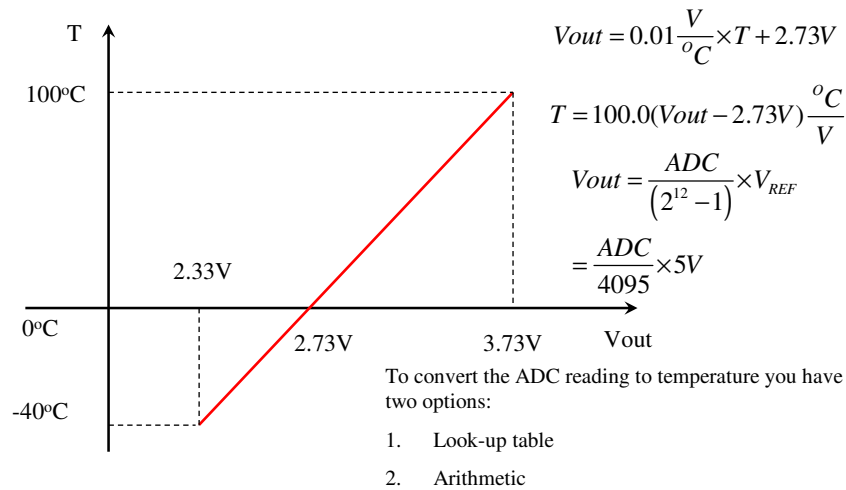 T
Vout = 0.01 V/°C × T + 2.73V
100°C
T = 100.0(Vout − 2.73V) °C/V
Vout = ADC/(2¹² − 1) × V_REF
= ADC/4095 × 5V
2.33V
0°C
2.73V
3.73V
Vout
To convert the ADC reading to temperature you have
two options:
-40°C
1. Look-up table
2. Arithmetic